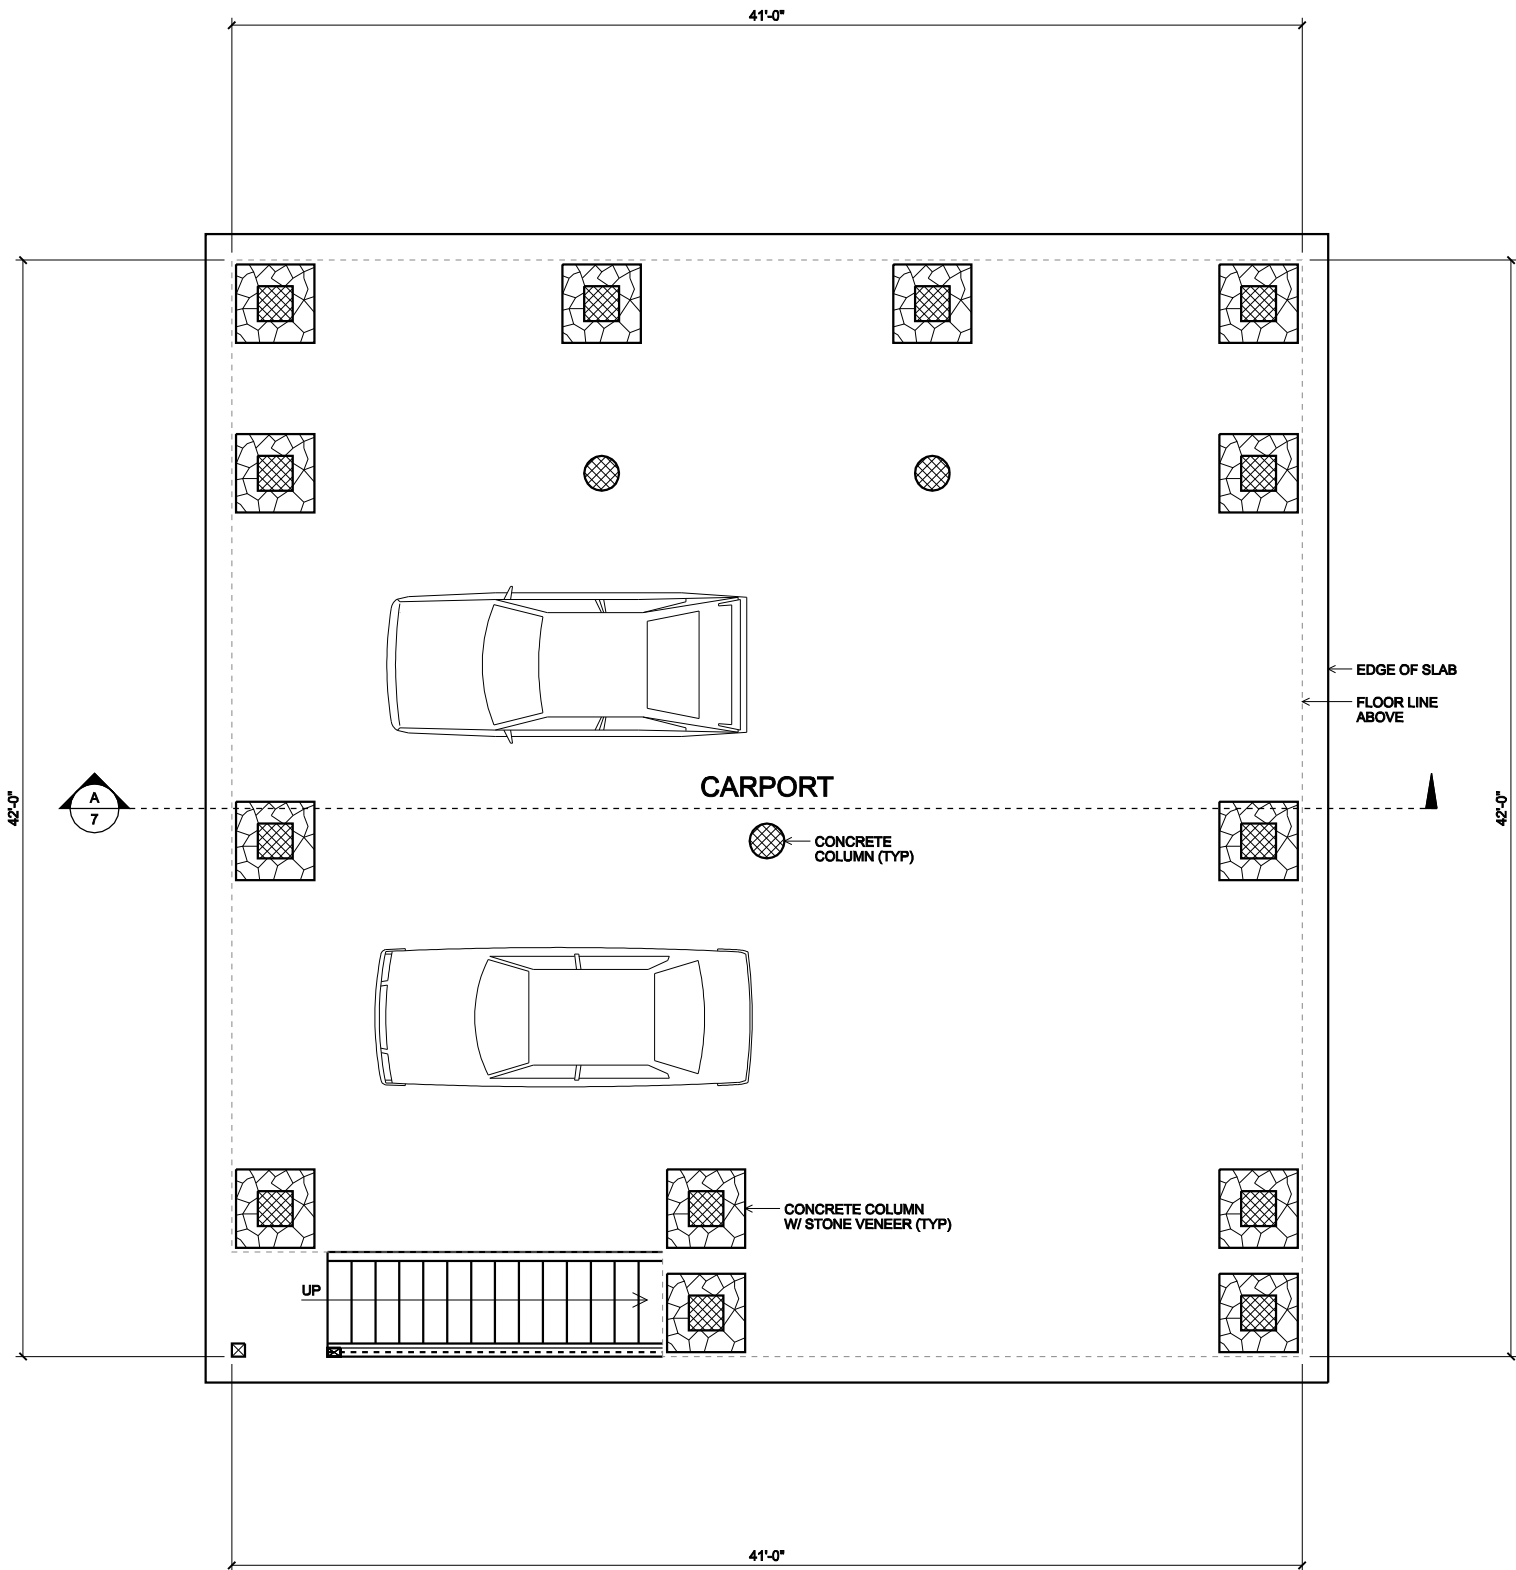 41'-0"
EDGE OF SLAB
FLOOR LINE
ABOVE
CARPORT
A
7
42'-0"
42'-0"
CONCRETE
COLUMN (TYP)
CONCRETE COLUMN
W/ STONE VENEER (TYP)
UP
41'-0"